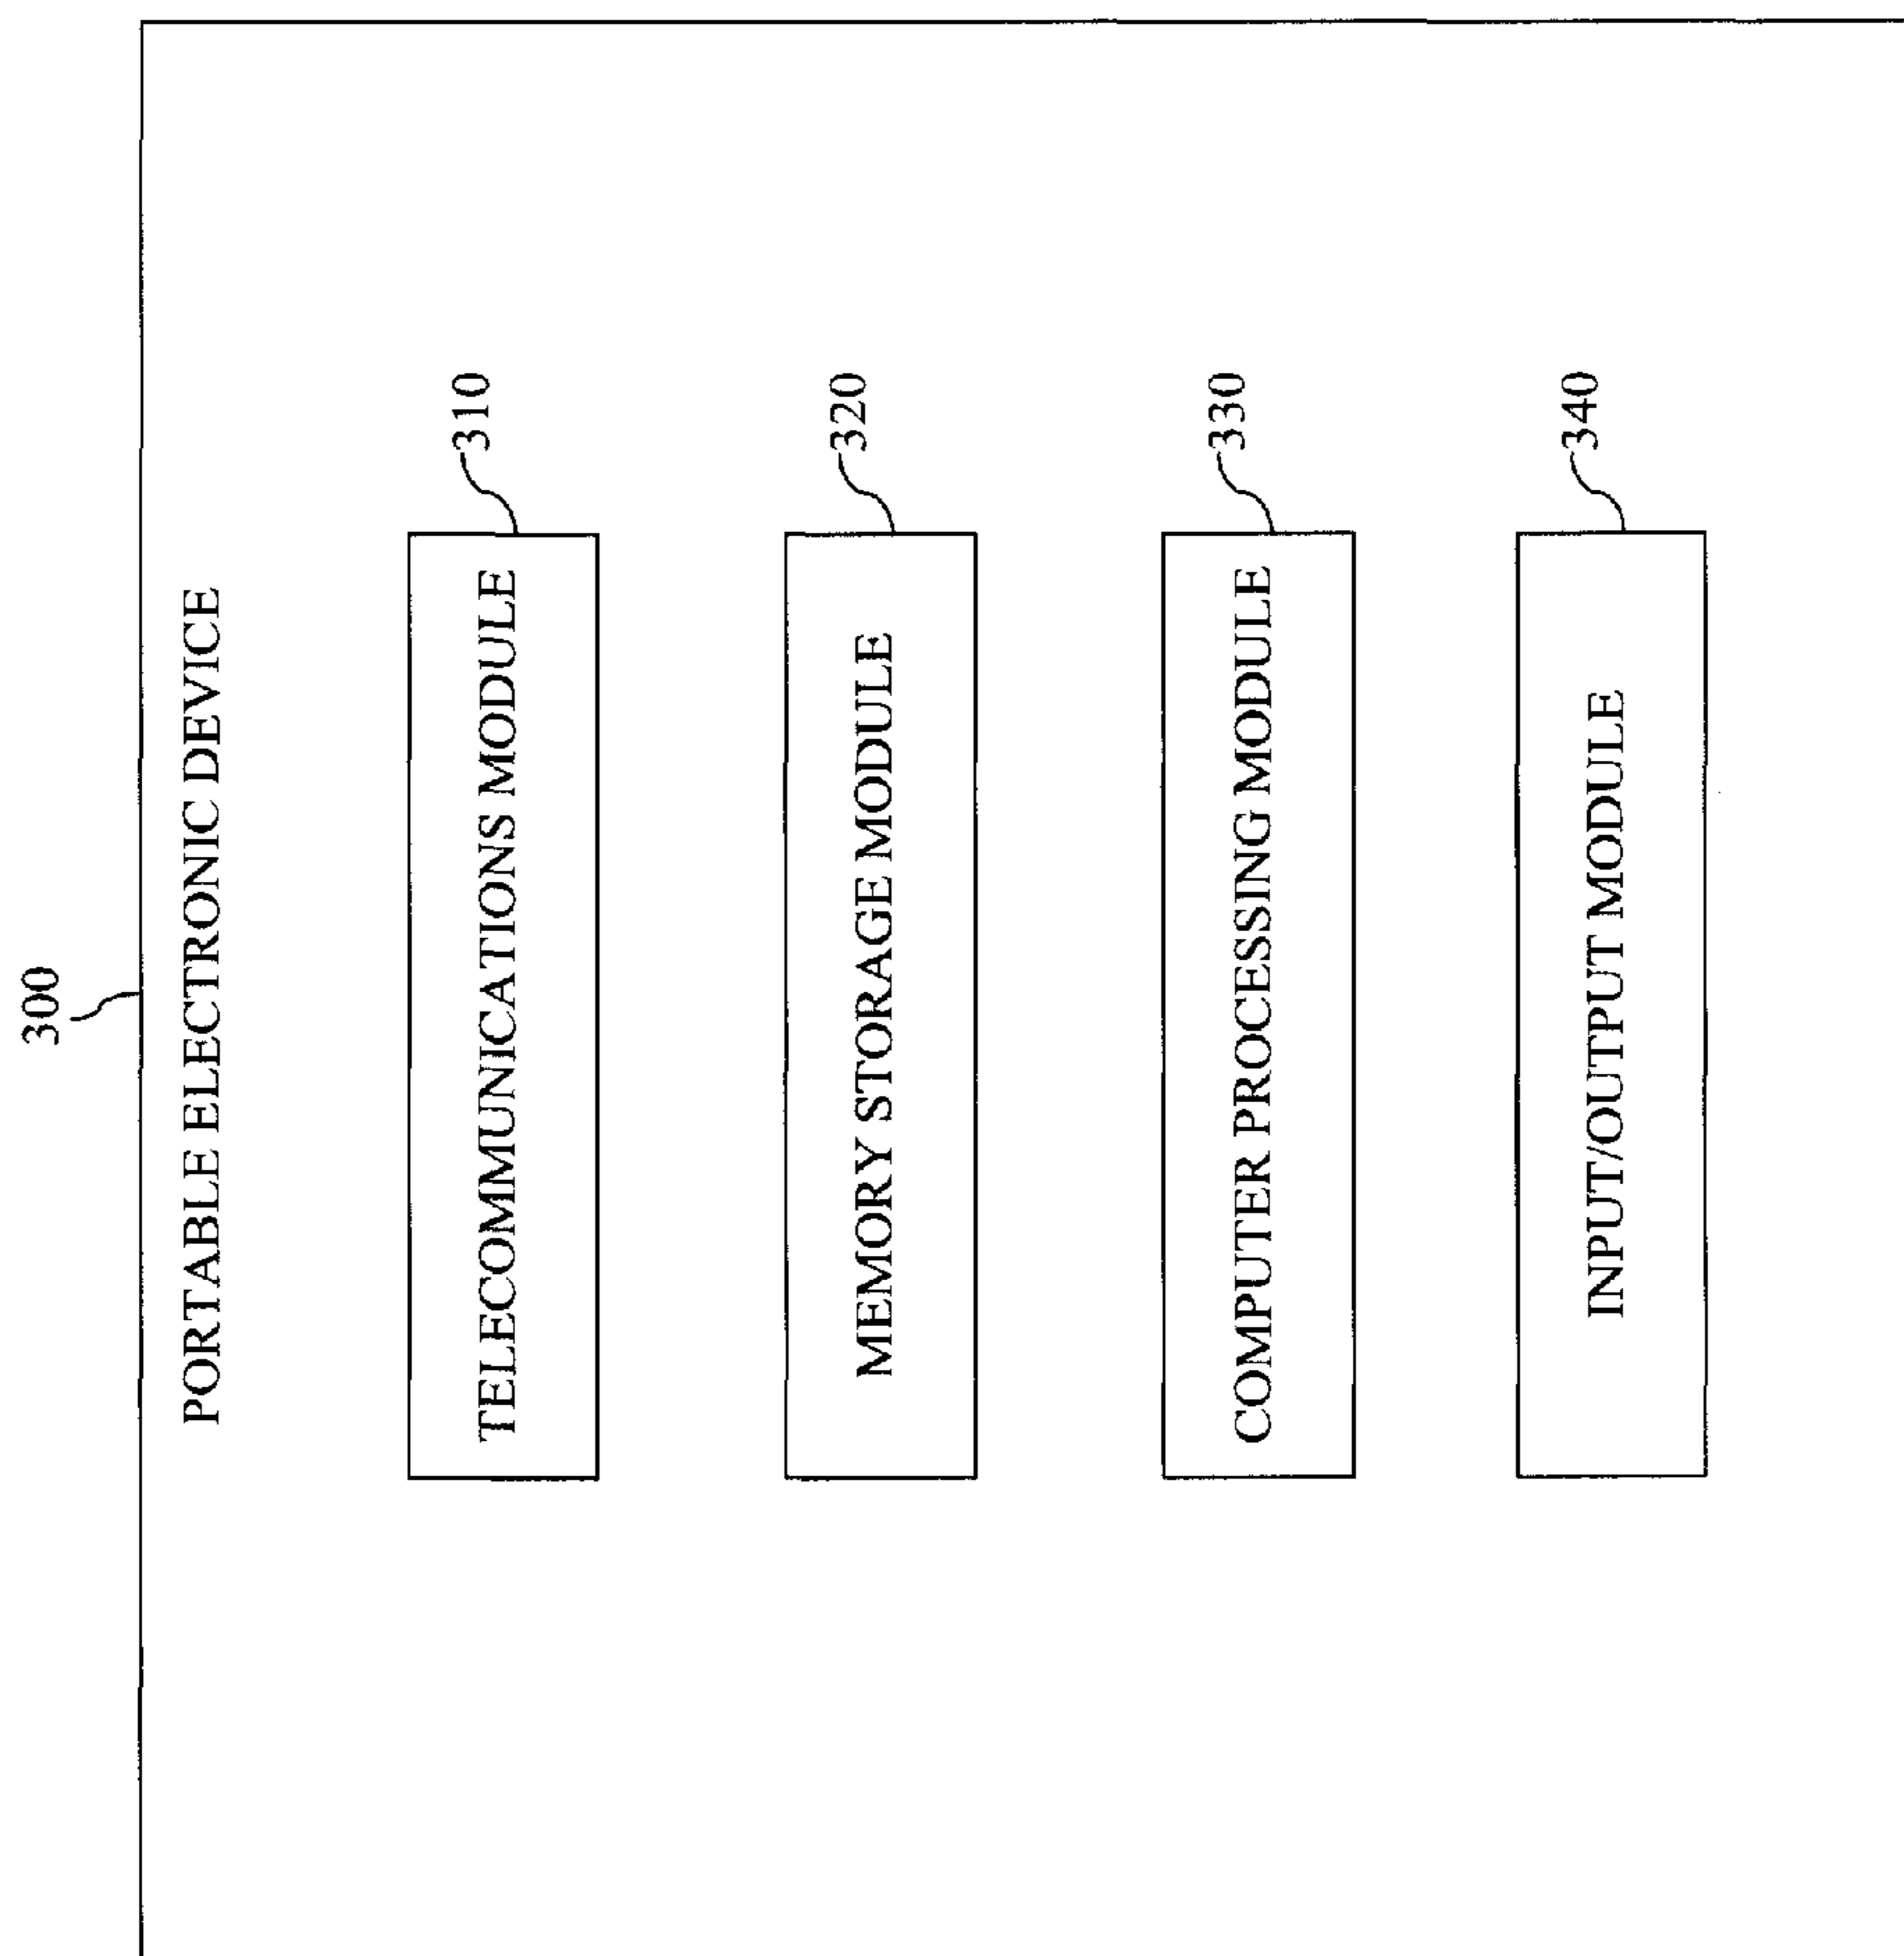 300
PORTABLE ELECTRONIC DEVICE
310
TELECOMMUNICATIONS MODULE
320
MEMORY STORAGE MODULE
330
COMPUTER PROCESSING MODULE
340
INPUT/OUTPUT MODULE